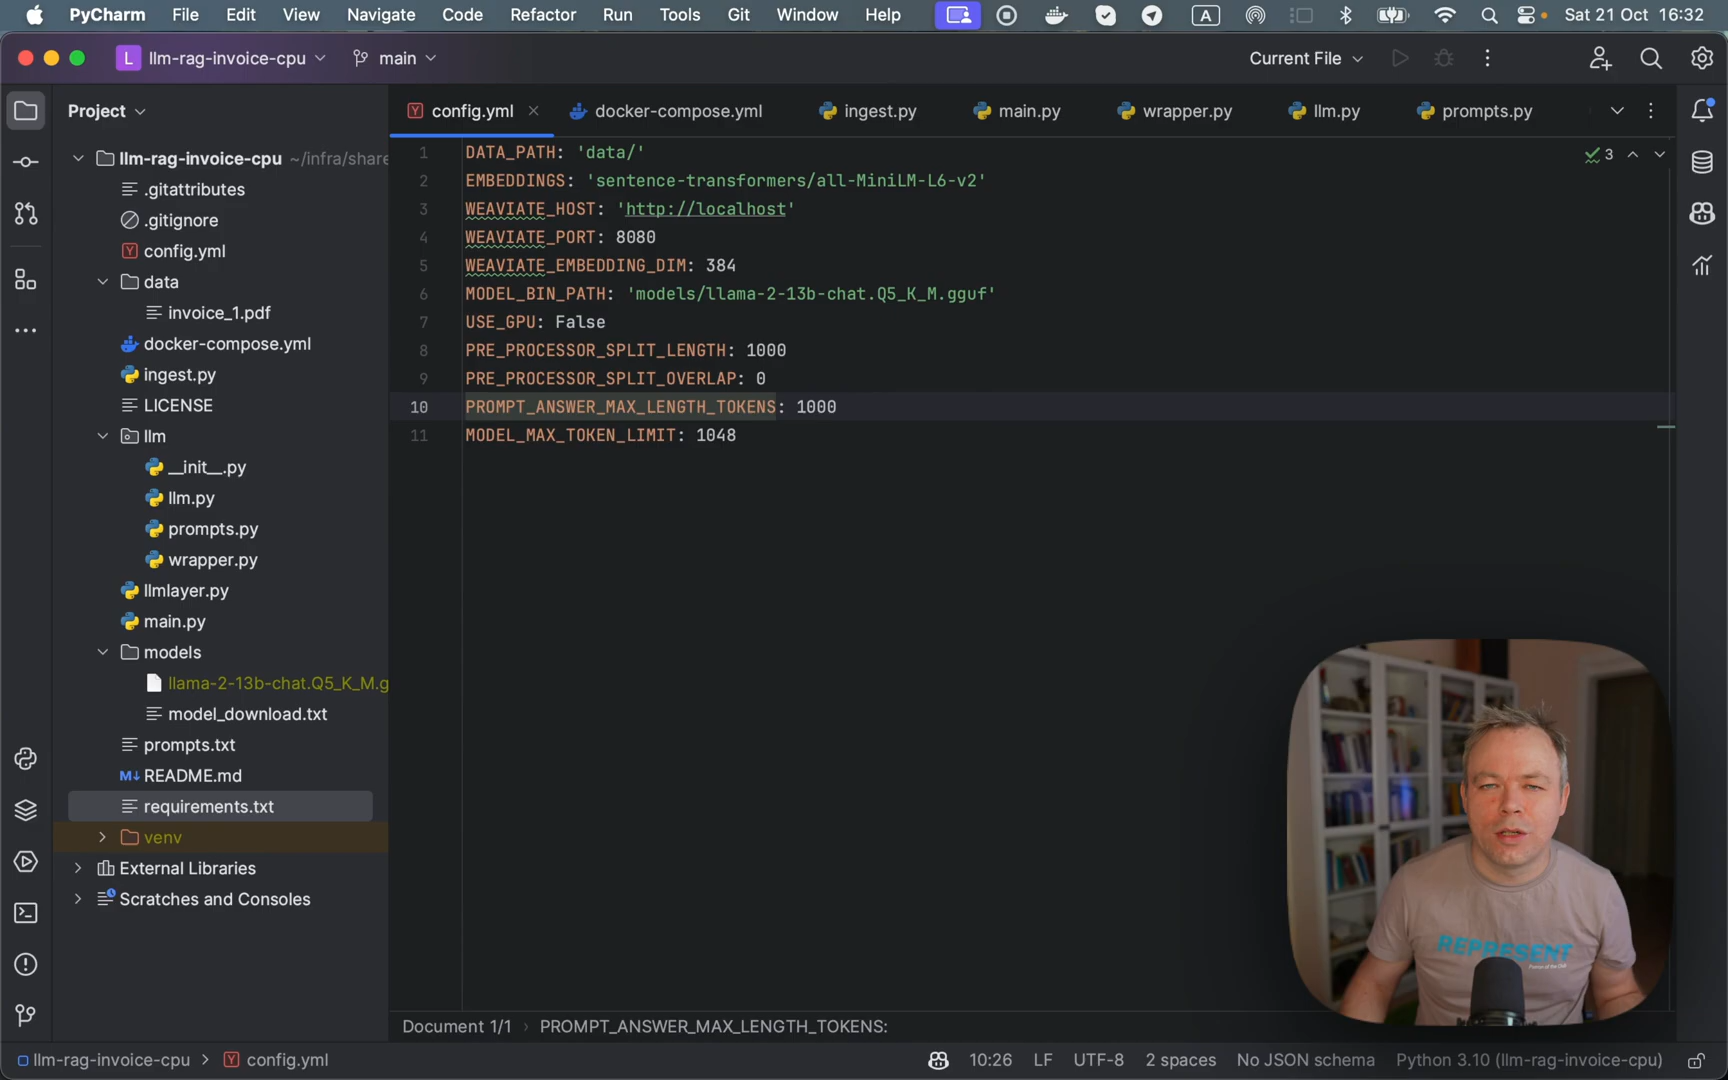 PyCharm File Edit View Navigate Code Refactor Run Tools Git Window Help A Sat 21 Oct 16:32
L llm-rag-invoice-cpu main Current File
Project
llm-rag-invoice-cpu ~/infra/share
.gitattributes
.gitignore
config.yml
data
invoice_1.pdf
docker-compose.yml
ingest.py
LICENSE
llm
__init__.py
llm.py
prompts.py
wrapper.py
llmlayer.py
main.py
models
llama-2-13b-chat.Q5_K_M.g
model_download.txt
prompts.txt
M↓ README.md
requirements.txt
venv
External Libraries
Scratches and Consoles
Y config.yml docker-compose.yml ingest.py main.py wrapper.py llm.py prompts.py
3
1 DATA_PATH: 'data/'
2 EMBEDDINGS: 'sentence-transformers/all-MiniLM-L6-v2'
3 WEAVIATE_HOST: 'http://localhost'
4 WEAVIATE_PORT: 8080
5 WEAVIATE_EMBEDDING_DIM: 384
6 MODEL_BIN_PATH: 'models/llama-2-13b-chat.Q5_K_M.gguf'
7 USE_GPU: False
8 PRE_PROCESSOR_SPLIT_LENGTH: 1000
9 PRE_PROCESSOR_SPLIT_OVERLAP: 0
10 PROMPT_ANSWER_MAX_LENGTH_TOKENS: 1000
11 MODEL_MAX_TOKEN_LIMIT: 1048
REPRESENT
Document 1/1 › PROMPT_ANSWER_MAX_LENGTH_TOKENS:
llm-rag-invoice-cpu > Y config.yml 10:26 LF UTF-8 2 spaces No JSON schema Python 3.10 (llm-rag-invoice-cpu)